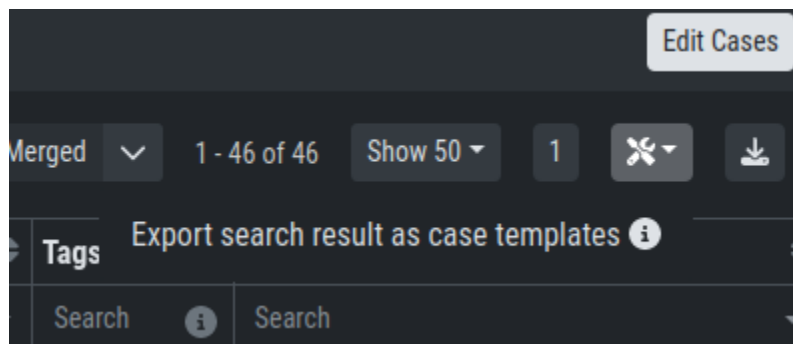 Edit Cases
Merged 1 - 46 of 46 Show 50 1
Export search result as case templates
Tags
Search Search